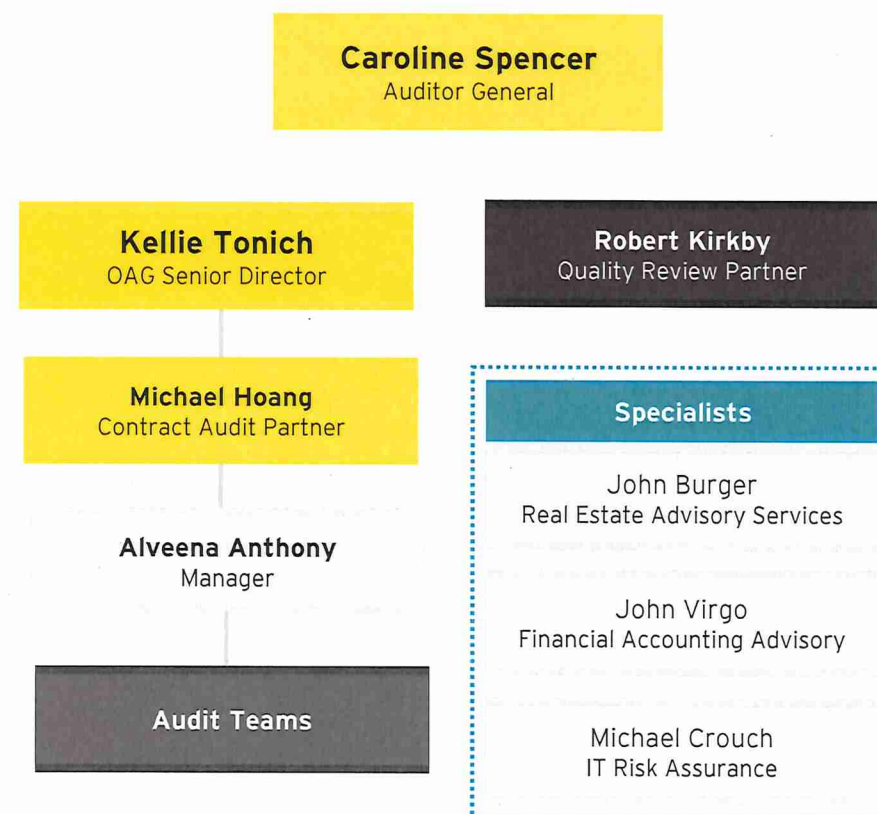 Caroline Spencer
Auditor General
Kellie Tonich
OAG Senior Director
Robert Kirkby
Quality Review Partner
Michael Hoang
Contract Audit Partner
Specialists
John Burger
Real Estate Advisory Services
Alveena Anthony
Manager
John Virgo
Financial Accounting Advisory
Audit Teams
Michael Crouch
IT Risk Assurance